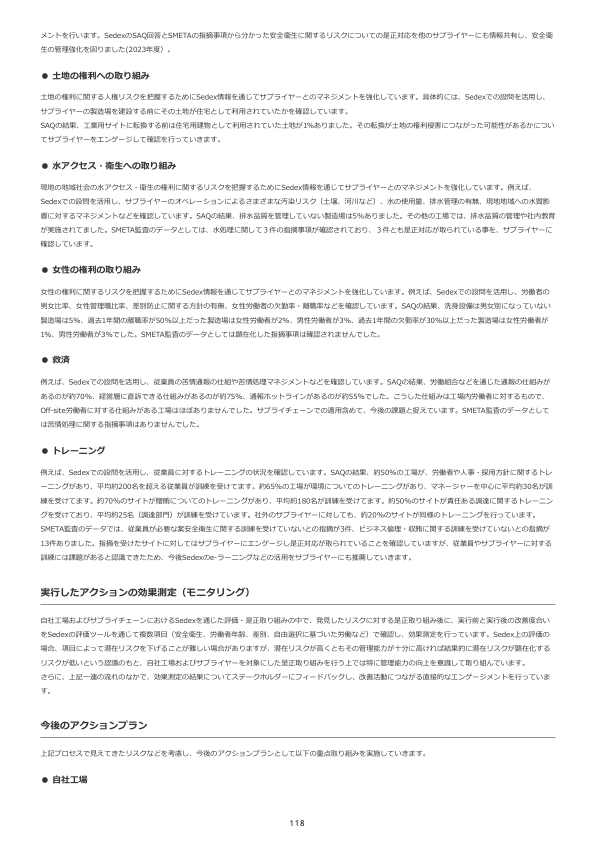 メントを行います。SedexのSAQ回答とSMETAの指摘事項から分かった安全衛生に関するリスクについての是正対応を他のサプライヤーにも情報共有し、安全衛
生の管理強化を図りました(2023年度）。
● 土地の権利への取り組み
土地の権利に関する人権リスクを把握するためにSedex情報を通じてサプライヤーとのマネジメントを強化しています。具体的には、Sedexでの設問を活用し、
サプライヤーの製造場を建設する前にその土地が住宅として利用されていたかを確認しています。
SAQの結果、工業用サイトに転換する前は住宅用建物として利用されていた土地が1%ありました。その転換が土地の権利侵害につながった可能性があるかについ
てサプライヤーをエンゲージして確認を行っていきます。
● 水アクセス・衛生への取り組み
現地の地域社会の水アクセス・衛生の権利に関するリスクを把握するためにSedex情報を通じてサプライヤーとのマネジメントを強化しています。例えば、
Sedexでの設問を活用し、サプライヤーのオペレーションによるさまざまな汚染リスク（土壌、河川など）、水の使用量、排水管理の有無、現地地域への水質影
響に対するマネジメントなどを確認しています。SAQの結果、排水品質を管理していない製造場は5%ありました。その他の工場では、排水品質の管理や社内教育
が実施されてました。SMETA監査のデータとしては、水処理に関して３件の指摘事項が確認されており、３件とも是正対応が取られている事を、サプライヤーに
確認しています。
● 女性の権利の取り組み
女性の権利に関するリスクを把握するためにSedex情報を通じてサプライヤーとのマネジメントを強化しています。例えば、Sedexでの設問を活用し、労働者の
男女比率、女性管理職比率、差別防止に関する方針の有無、女性労働者の欠勤率・離職率などを確認しています。SAQの結果、洗身設備は男女別になっていない
製造場は5%、過去1年間の離職率が50%以上だった製造場は女性労働者が2%、男性労働者が3%、過去1年間の欠勤率が30%以上だった製造場は女性労働者が
1%、男性労働者が3%でした。SMETA監査のデータとしては顕在化した指摘事項は確認されませんでした。
● 救済
例えば、Sedexでの設問を活用し、従業員の苦情通報の仕組や苦情処理マネジメントなどを確認しています。SAQの結果、労働組合などを通じた通報の仕組みが
あるのが約70%、経営層に直訴できる仕組みがあるのが約75%、通報ホットラインがあるのが約55%でした。こうした仕組みは工場内労働者に対するもので、
Off-site労働者に対する仕組みがある工場はほぼありませんでした。サプライチェーンでの適用含めて、今後の課題と捉えています。SMETA監査のデータとして
は苦情処理に関する指摘事項はありませんでした。
● トレーニング
例えば、Sedexでの設問を活用し、従業員に対するトレーニングの状況を確認しています。SAQの結果、約50%の工場が、労働者や人事・採用方針に関するトレ
ーニングがあり、平均約200名を超える従業員が訓練を受けてます。約65%の工場が環境についてのトレーニングがあり、マネージャーを中心に平均約30名が訓
練を受けてます。約70%のサイトが贈賄についてのトレーニングがあり、平均約180名が訓練を受けてます。約50%のサイトが責任ある調達に関するトレーニン
グを受けており、平均約25名（調達部門）が訓練を受けています。社外のサプライヤーに対しても、約20%のサイトが同様のトレーニングを行っています。
SMETA監査のデータでは、従業員が必要な案安全衛生に関する訓練を受けていないとの指摘が3件、ビジネス倫理・収賄に関する訓練を受けていないとの指摘が
13件ありました。指摘を受けたサイトに対してはサプライヤーにエンゲージし是正対応が取られていることを確認していますが、従業員やサプライヤーに対する
訓練には課題があると認識できたため、今後Sedexのe-ラーニングなどの活用をサプライヤーにも推薦していきます。
実行したアクションの効果測定（モニタリング）
自社工場およびサプライチェーンにおけるSedexを通じた評価・是正取り組みの中で、発見したリスクに対する是正取り組み後に、実行前と実行後の改善度合い
をSedexの評価ツールを通じて複数項目（安全衛生、労働者年齢、差別、自由選択に基づいた労働など）で確認し、効果測定を行っています。Sedex上の評価の
場合、項目によって潜在リスクを下げることが難しい場合がありますが、潜在リスクが高くともその管理能力が十分に高ければ結果的に潜在リスクが顕在化する
リスクが低いという認識のもと、自社工場およびサプライヤーを対象にした是正取り組みを行う上では特に管理能力の向上を意識して取り組んでいます。
さらに、上記一連の流れのなかで、効果測定の結果についてステークホルダーにフィードバックし、改善活動につながる直接的なエンゲージメントを行っていま
す。
今後のアクションプラン
上記プロセスで見えてきたリスクなどを考慮し、今後のアクションプランとして以下の重点取り組みを実施していきます。
● 自社工場
118